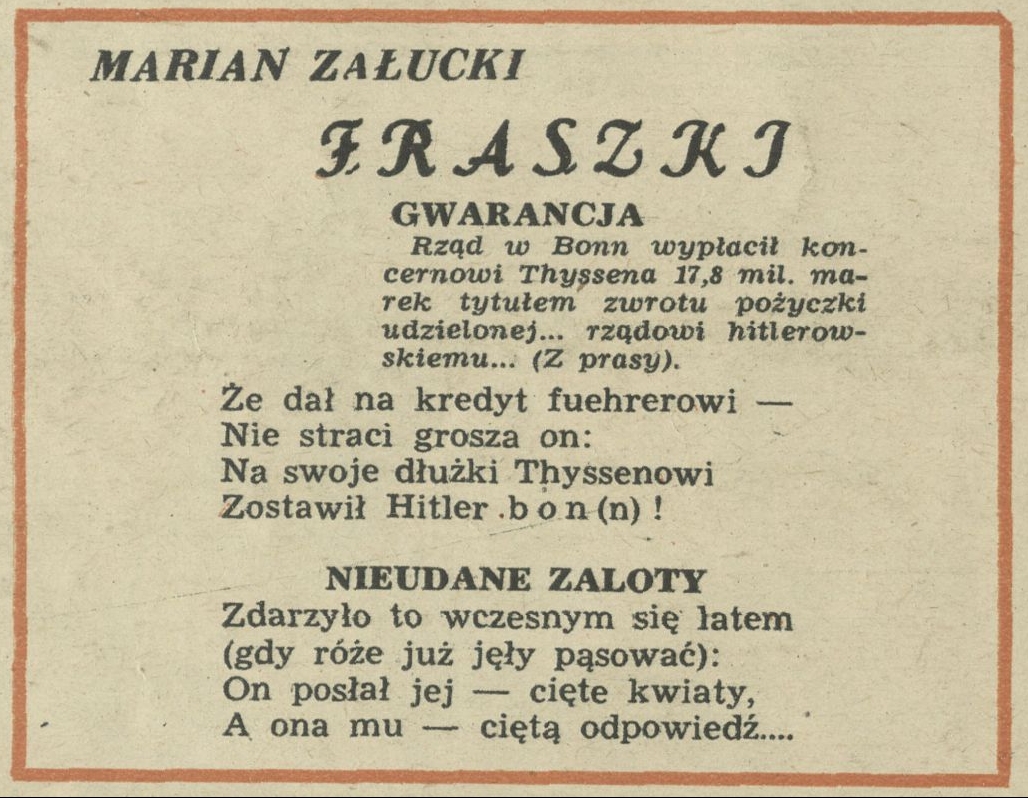 MARIAN ZAŁUCKI
FRASZKI
GWARANCJA
Rząd w Bonn wypłacił kon-
cernowi Thyssena 17,8 mil. ma-
rek tytułem zwrotu pożyczki
udzielonej... rządowi hitlerow-
skiemu... (Z prasy).
Że dał na kredyt fuehrerowi —
Nie straci grosza on:
Na swoje dłużki Thyssenowi
Zostawił Hitler b o n (n) !
NIEUDANE ZALOTY
Zdarzyło to wczesnym się latem
(gdy róże już jęły pąsować):
On posłał jej — cięte kwiaty,
A ona mu — ciętą odpowiedź....